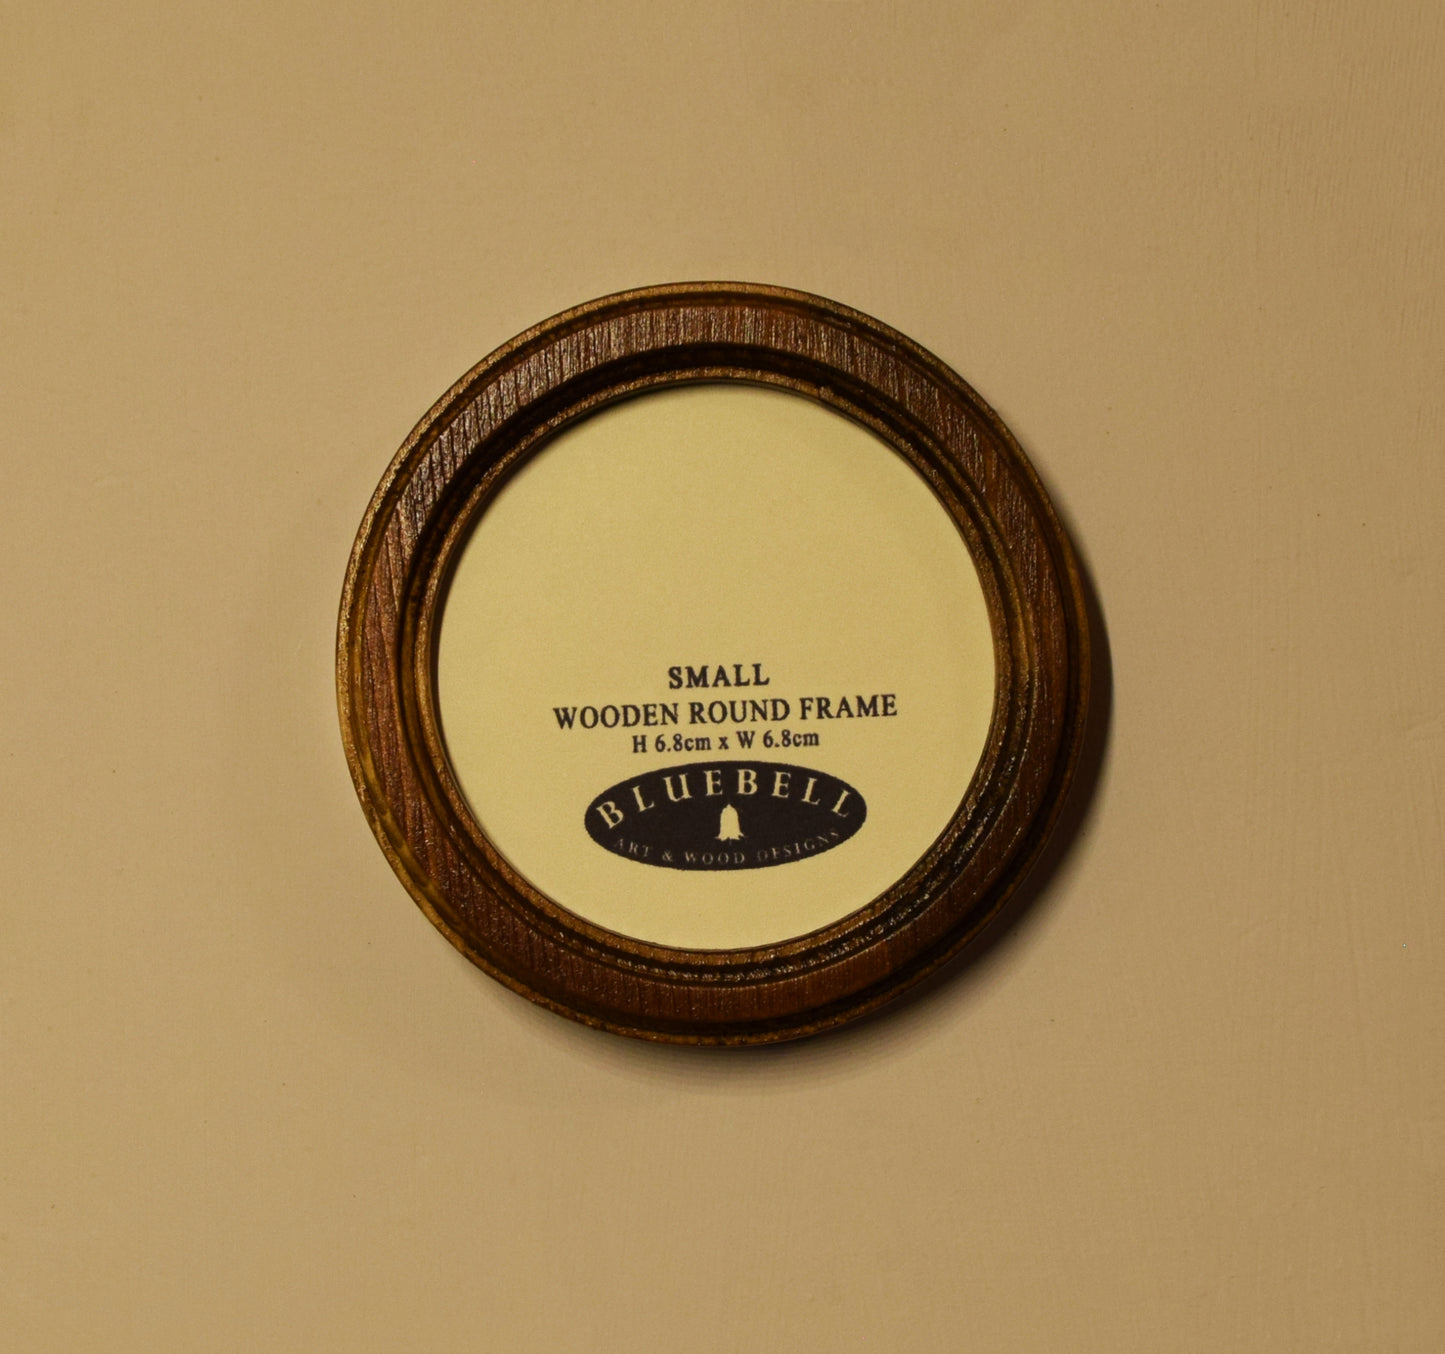 SMALL
WOODEN ROUND FRAME
H 6.8cm x W 6.8cm
BLUEBELL
ART & WOOD DESIGNS